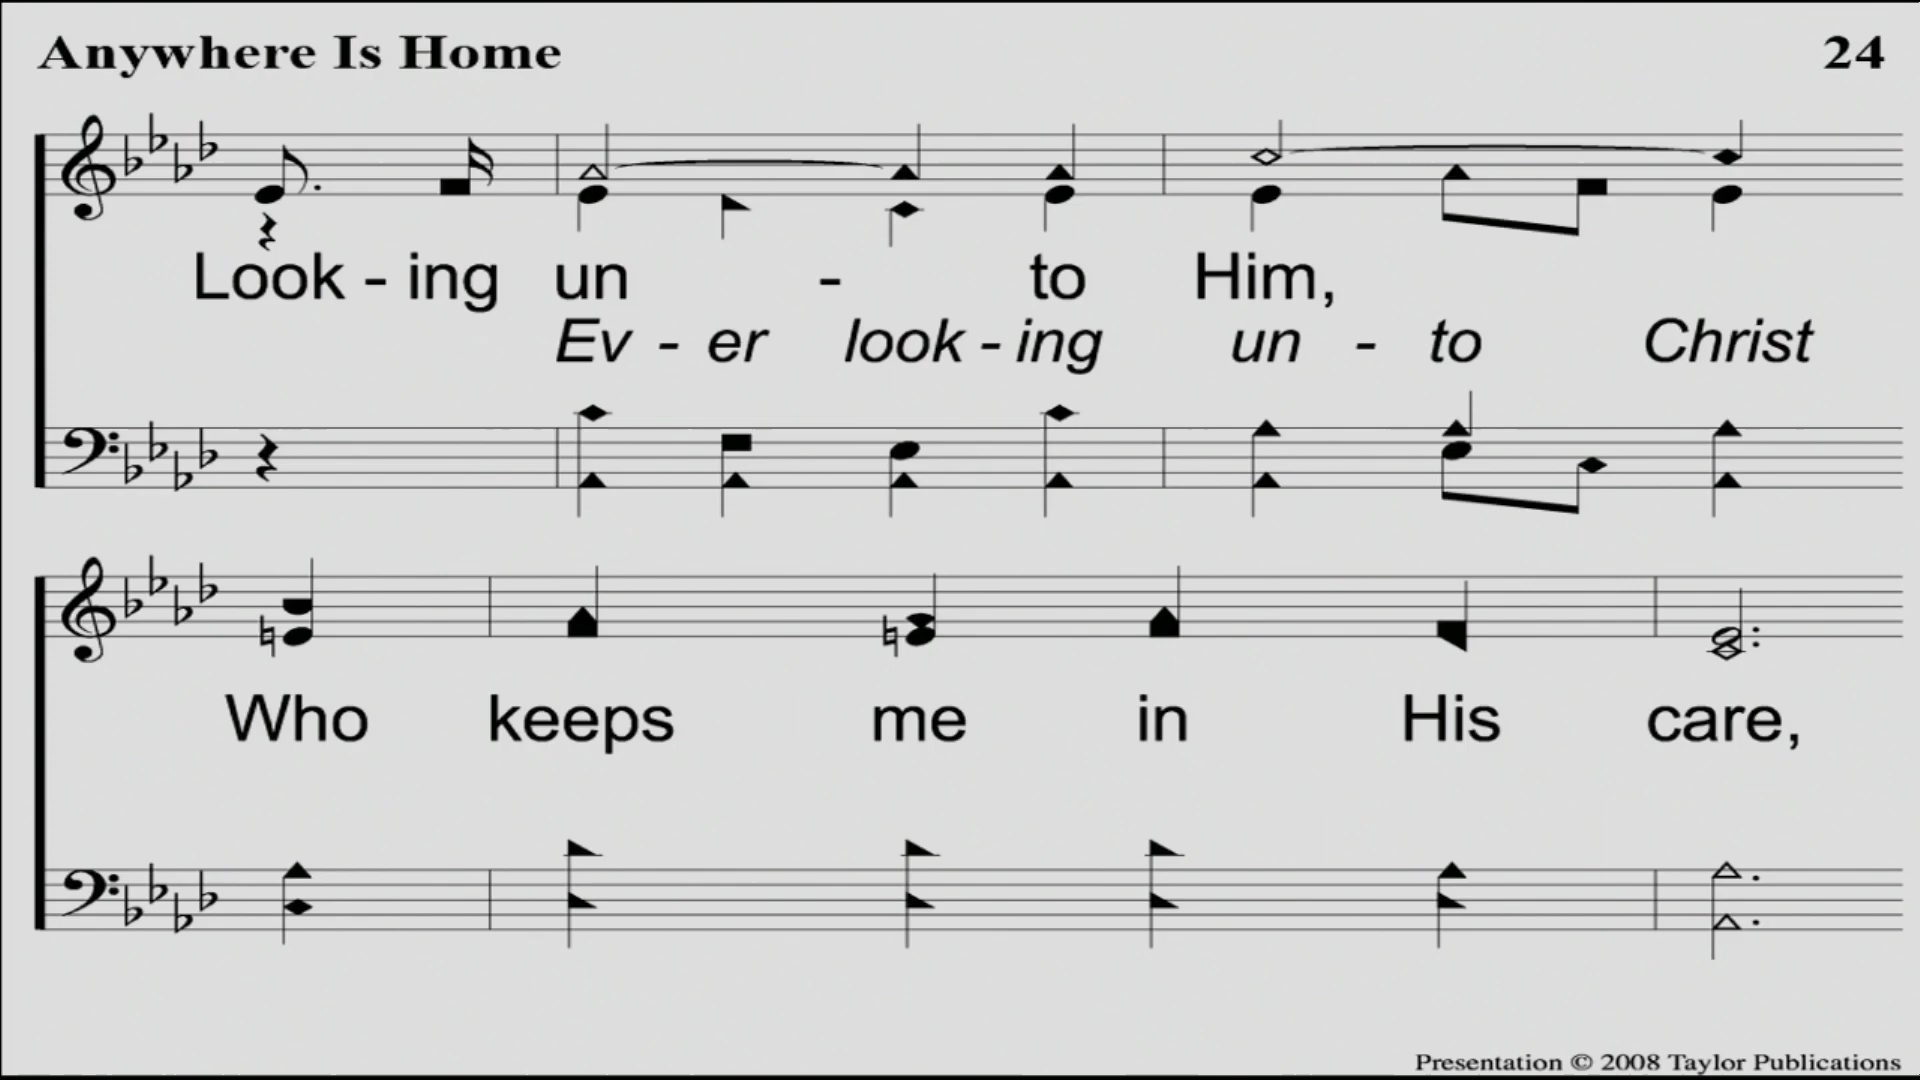 Anywhere Is Home 24
Look - ing un - to Him,
Ev - er look - ing un - to Christ
Who keeps me in His care,
Presentation © 2008 Taylor Publications